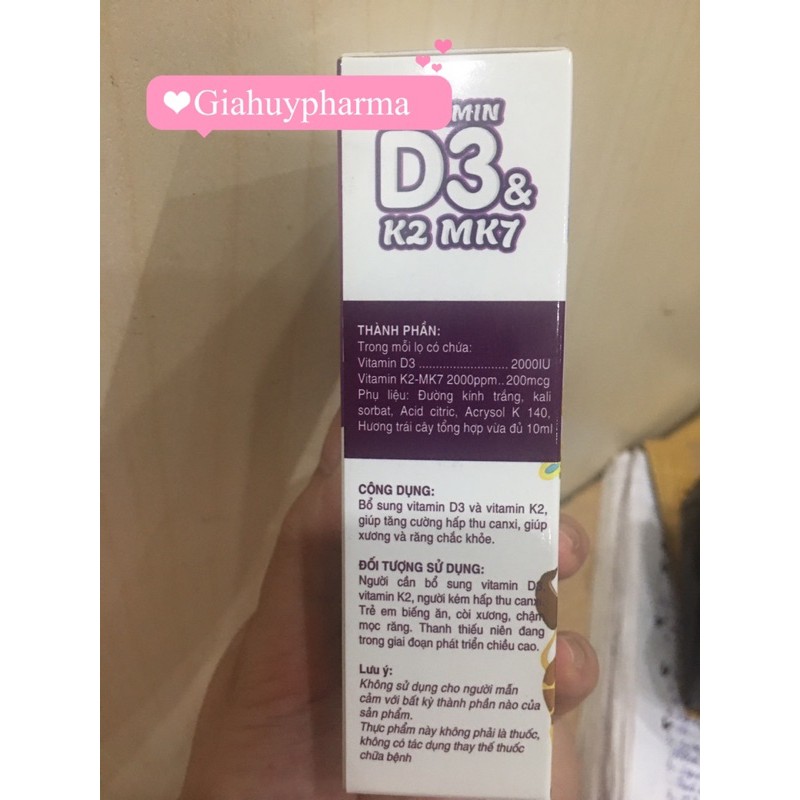 ❤Giahuypharma
MIN
D3 &
K2 MK7
THÀNH PHẦN:
Trong mỗi lọ có chứa:
Vitamin D3 .......................... 2000IU
Vitamin K2-MK7 2000ppm..200mcg
Phụ liệu: Đường kính trắng, kali
sorbat, Acid citric, Acrysol K 140,
Hương trái cây tổng hợp vừa đủ 10ml
CÔNG DỤNG:
Bổ sung vitamin D3 và vitamin K2,
giúp tăng cường hấp thu canxi, giúp
xương và răng chắc khỏe.
ĐỐI TƯỢNG SỬ DỤNG:
Người cần bổ sung vitamin D3
vitamin K2, người kém hấp thu canxi.
Trẻ em biếng ăn, còi xương, chậm
mọc răng. Thanh thiếu niên đang
trong giai đoạn phát triển chiều cao.
Lưu ý:
Không sử dụng cho người mẫn
cảm với bất kỳ thành phần nào của
sản phẩm.
Thực phẩm này không phải là thuốc,
không có tác dụng thay thế thuốc
chữa bệnh